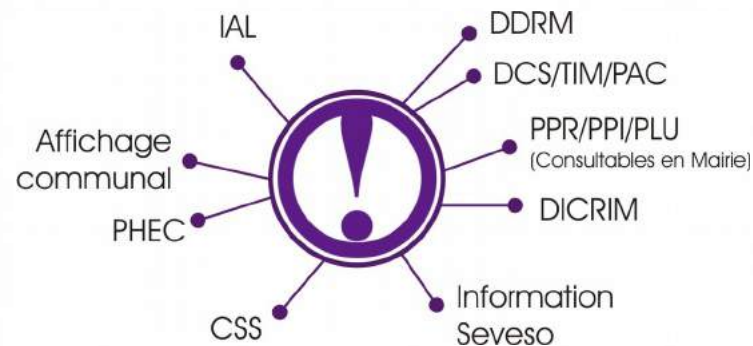 IAL
DDRM
DCS/TIM/PAC
PPR/PPI/PLU
(Consultables en Mairie)
DICRIM
Information
Seveso
CSS
PHEC
Affichage
communal